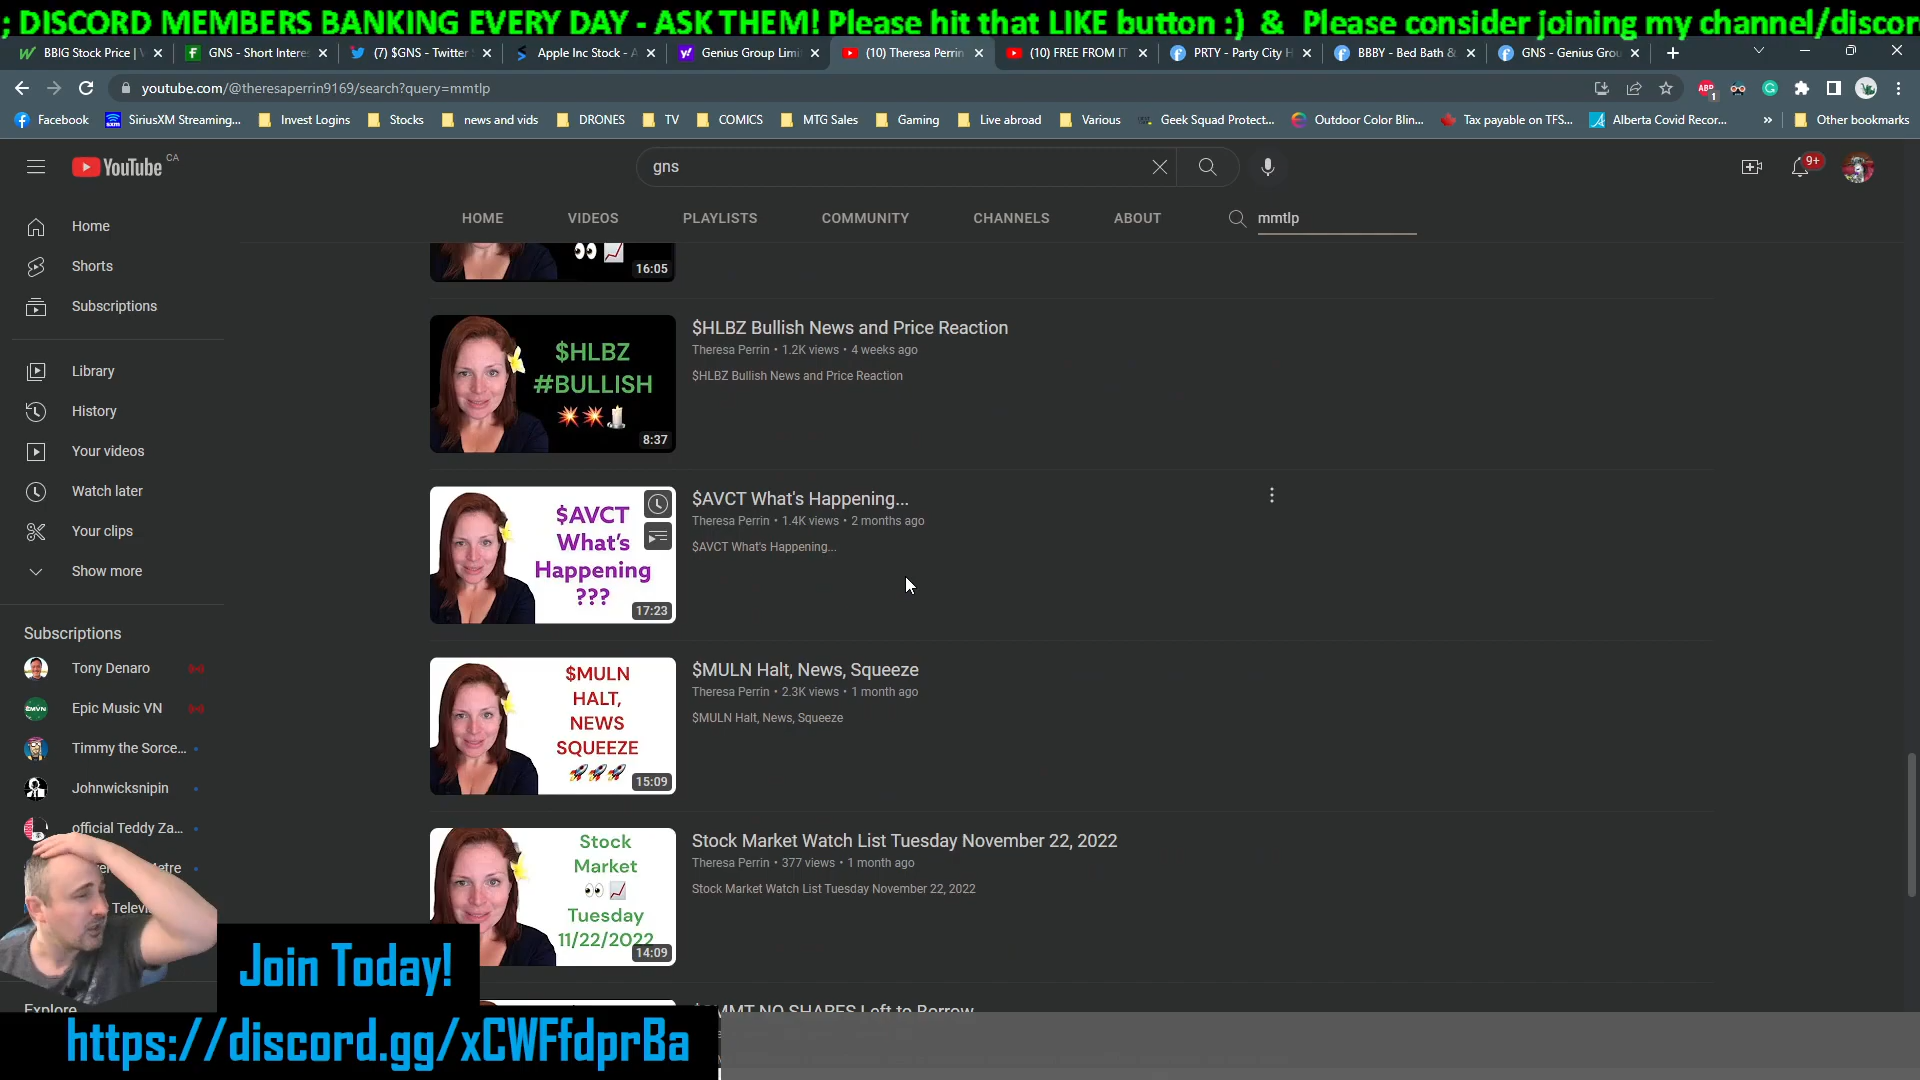 ; DISCORD MEMBERS BANKING EVERY DAY - ASK THEM! Please hit that LIKE button :) & Please consider joining my channel/discor
BBIG Stock Price | GNS - Short Interes (7) $GNS - Twitter Apple Inc Stock - A Genius Group Limi (10) Theresa Perrin (10) FREE FROM IT PRTY - Party City H BBBY - Bed Bath & GNS - Genius Grou
youtube.com/@theresaperrin9169/search?query=mmtlp
ABP 1
Facebook SiriusXM Streaming... Invest Logins Stocks news and vids DRONES TV COMICS MTG Sales Gaming Live abroad Various Geek Squad Protect... Outdoor Color Blin... Tax payable on TFS... Alberta Covid Recor... » Other bookmarks
YouTube CA
gns
9+
HOME VIDEOS PLAYLISTS COMMUNITY CHANNELS ABOUT mmtlp
Home
Shorts
Subscriptions
Library
History
Your videos
Watch later
Your clips
Show more
Subscriptions
Tony Denaro
Epic Music VN
Timmy the Sorce...
Johnwicksnipin
official Teddy Za...
Explore
16:05
$HLBZ
#BULLISH
8:37
$HLBZ Bullish News and Price Reaction
Theresa Perrin • 1.2K views • 4 weeks ago
$HLBZ Bullish News and Price Reaction
$AVCT
What's
Happening
???
17:23
$AVCT What's Happening...
Theresa Perrin • 1.4K views • 2 months ago
$AVCT What's Happening...
$MULN
HALT,
NEWS
SQUEEZE
15:09
$MULN Halt, News, Squeeze
Theresa Perrin • 2.3K views • 1 month ago
$MULN Halt, News, Squeeze
Stock
Market
Tuesday
11/22/2022
14:09
Stock Market Watch List Tuesday November 22, 2022
Theresa Perrin • 377 views • 1 month ago
Stock Market Watch List Tuesday November 22, 2022
NO SHARES Left to Borrow
Join Today!
https://discord.gg/xCWFfdprBa